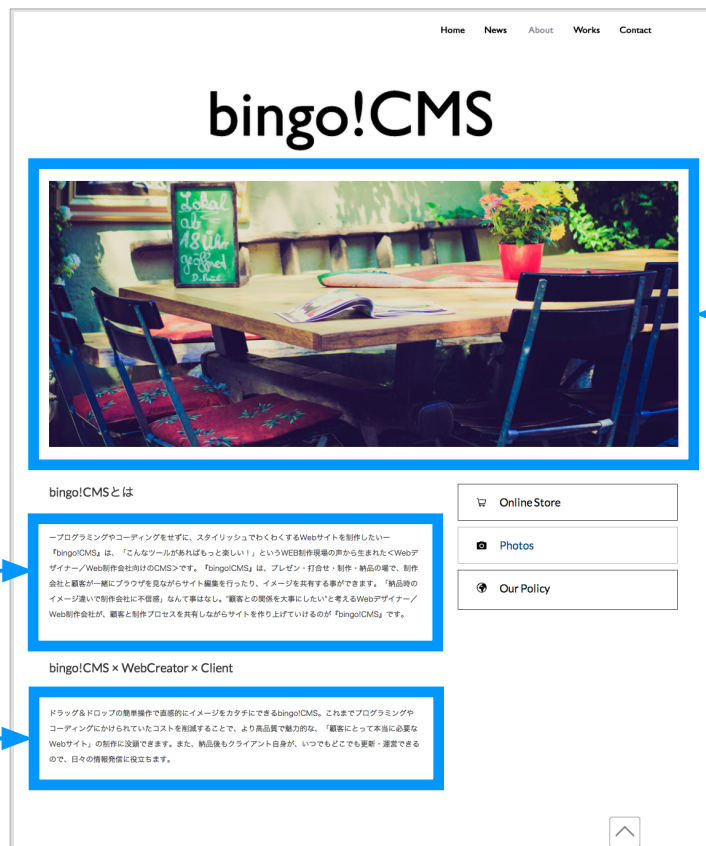 Home News About Works Contact
bingo!CMS
Lokal
ab
18 Uhr
geöffnet
bingo!CMSとは
ープログラミングやコーディングをせずに、スタイリッシュでわくわくするWebサイトを制作したいー
『bingo!CMS』は、「こんなツールがあればもっと楽しい！」というWEB制作現場の声から生まれた<Webデ
ザイナー／Web制作会社向けのCMS>です。『bingo!CMS』は、プレゼン・打合せ・制作・納品の場で、制作
会社と顧客が一緒にブラウザを見ながらサイト編集を行ったり、イメージを共有する事ができます。「納品時の
イメージ違いで制作会社に不信感」なんて事はなし。"顧客との関係を大事にしたい"と考えるWebデザイナー／
Web制作会社が、顧客と制作プロセスを共有しながらサイトを作り上げていけるのが『bingo!CMS』です。
Online Store
Photos
Our Policy
bingo!CMS × WebCreator × Client
ドラッグ＆ドロップの簡単操作で直感的にイメージをカタチにできるbingo!CMS。これまでプログラミングや
コーディングにかけられていたコストを削減することで、より高品質で魅力的な、「顧客にとって本当に必要な
Webサイト」の制作に没頭できます。また、納品後もクライアント自身が、いつでもどこでも更新・運営できる
ので、日々の情報発信に役立ちます。